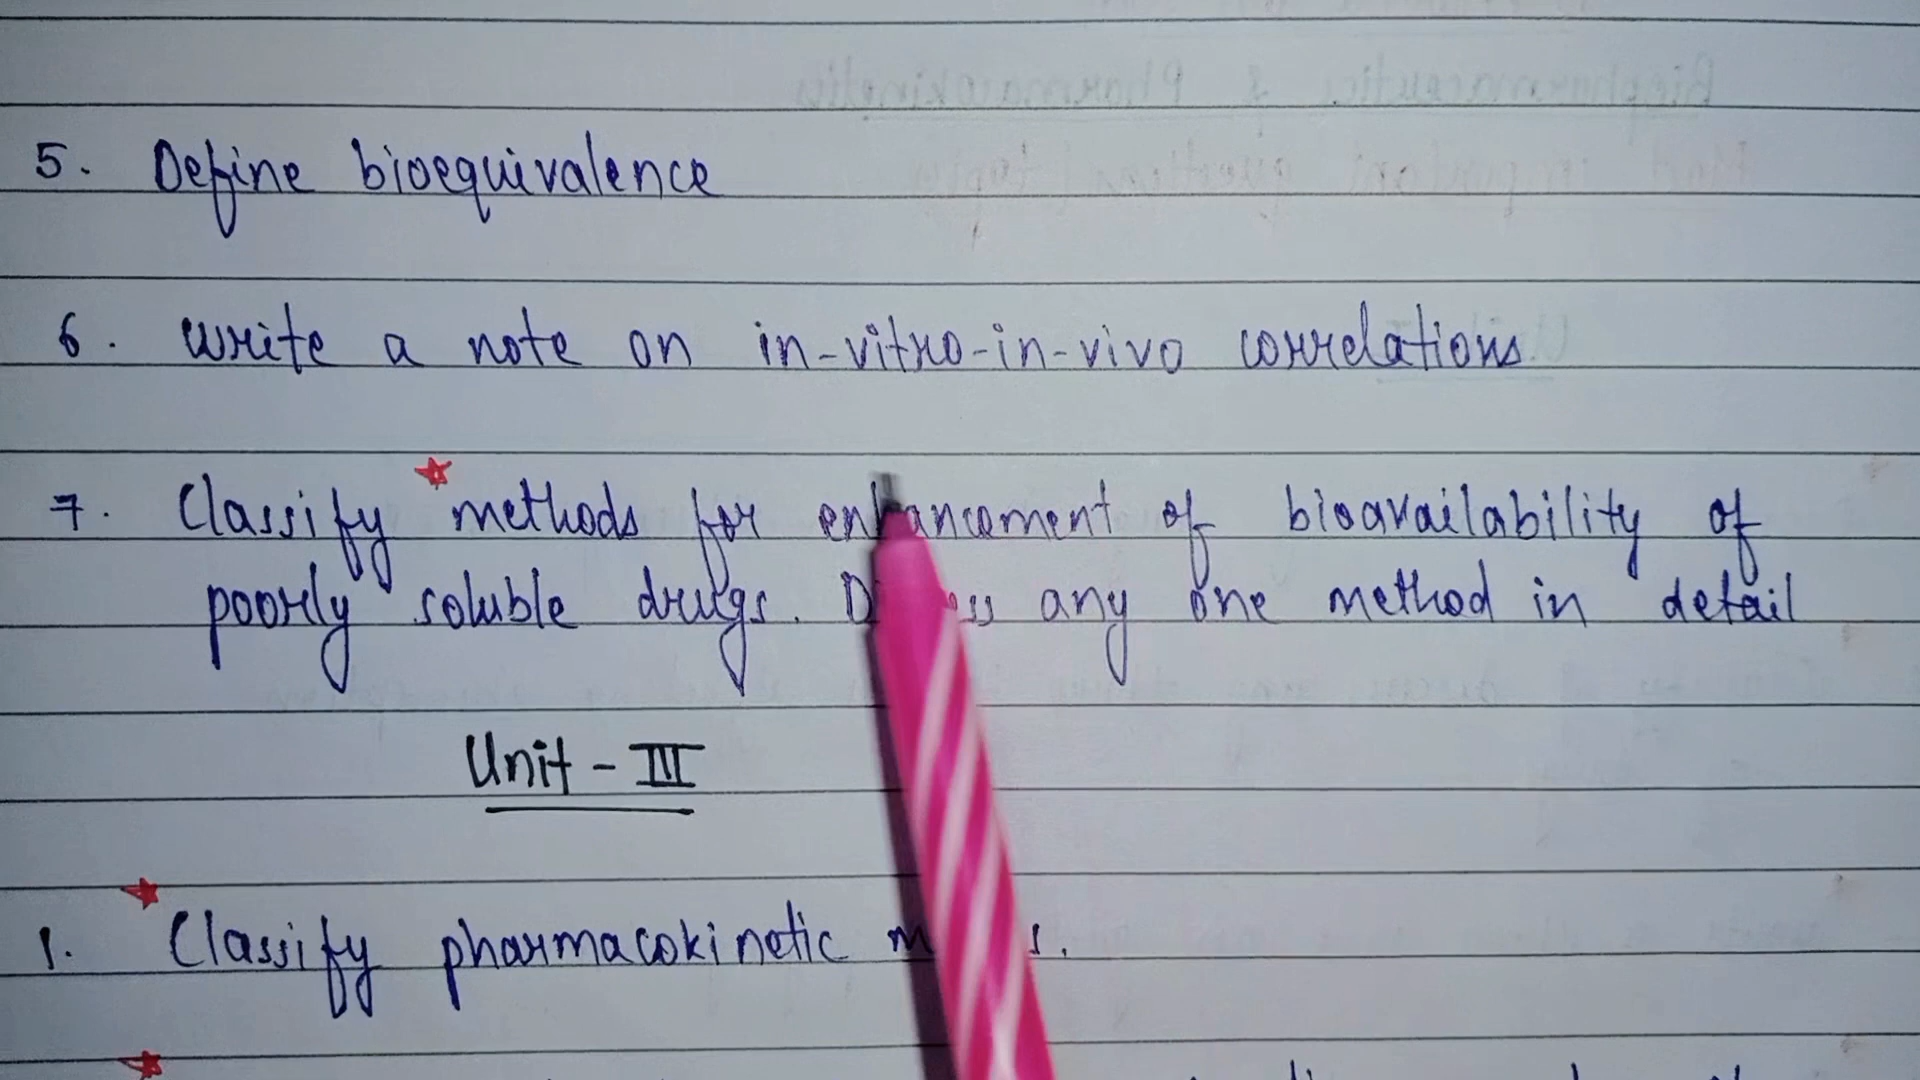 5. Define bioequivalence
6. write a note on in-vitro-in-vivo correlations
7. Classify methods for enhancement of bioavailability of
poorly soluble drugs. any one method in detail
Unit - III
1. Classify pharmacokinetic